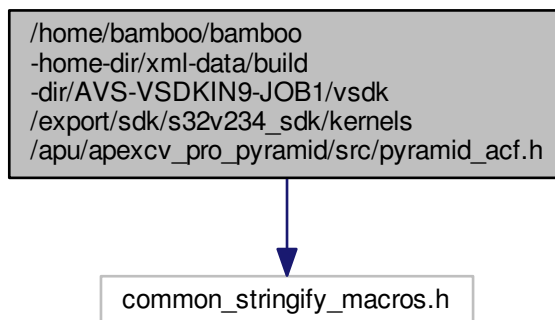 /home/bamboo/bamboo
-home-dir/xml-data/build
-dir/AVS-VSDKIN9-JOB1/vsdk
/export/sdk/s32v234_sdk/kernels
/apu/apexcv_pro_pyramid/src/pyramid_acf.h
common_stringify_macros.h